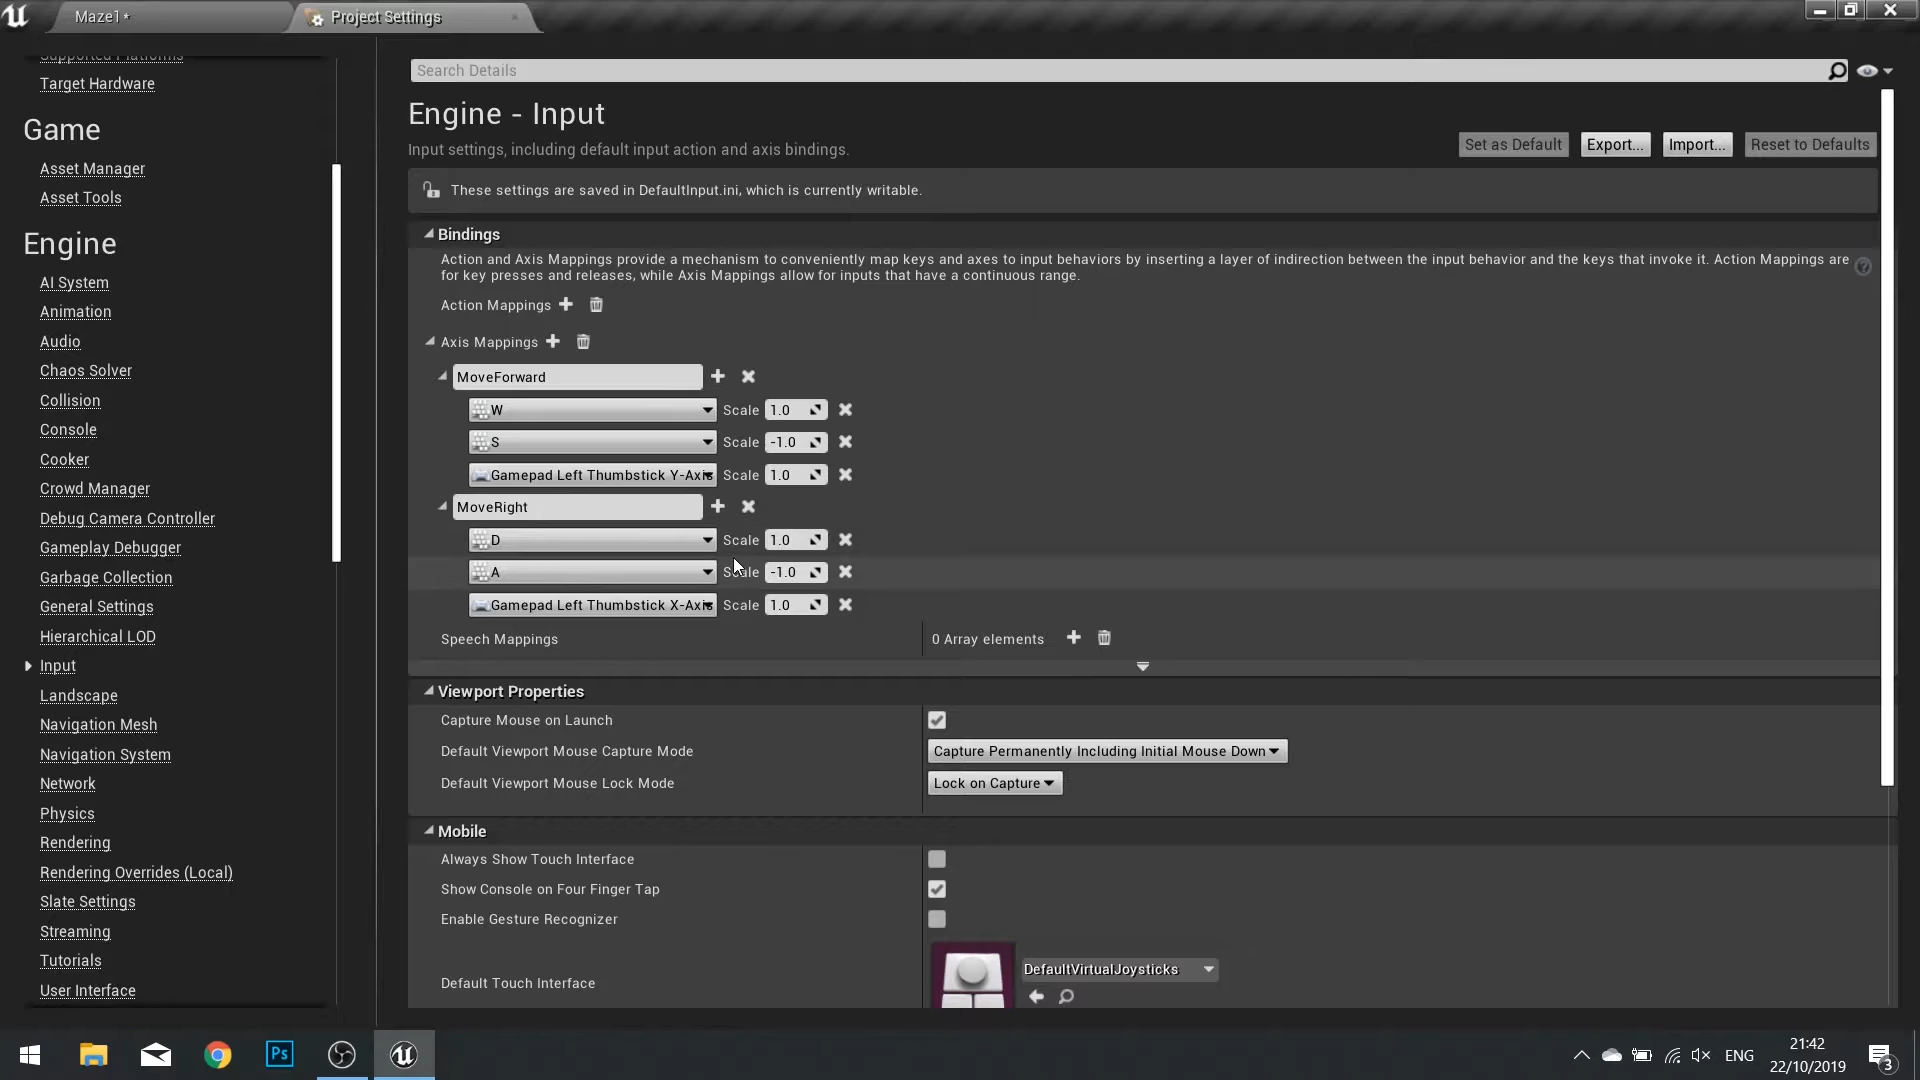 Maze1*
Project Settings
Supported Platforms
Target Hardware
Game
Asset Manager
Asset Tools
Engine
AI System
Animation
Audio
Chaos Solver
Collision
Console
Cooker
Crowd Manager
Debug Camera Controller
Gameplay Debugger
Garbage Collection
General Settings
Hierarchical LOD
Input
Landscape
Navigation Mesh
Navigation System
Network
Physics
Rendering
Rendering Overrides (Local)
Slate Settings
Streaming
Tutorials
User Interface
Search Details
Engine - Input
Input settings, including default input action and axis bindings.
Set as Default Export... Import... Reset to Defaults
These settings are saved in DefaultInput.ini, which is currently writable.
Bindings
Action and Axis Mappings provide a mechanism to conveniently map keys and axes to input behaviors by inserting a layer of indirection between the input behavior and the keys that invoke it. Action Mappings are
for key presses and releases, while Axis Mappings allow for inputs that have a continuous range.
Action Mappings
Axis Mappings
MoveForward
W Scale 1.0
S Scale -1.0
Gamepad Left Thumbstick Y-Axis Scale 1.0
MoveRight
D Scale 1.0
A Scale -1.0
Gamepad Left Thumbstick X-Axis Scale 1.0
Speech Mappings 0 Array elements
Viewport Properties
Capture Mouse on Launch
Default Viewport Mouse Capture Mode Capture Permanently Including Initial Mouse Down
Default Viewport Mouse Lock Mode Lock on Capture
Mobile
Always Show Touch Interface
Show Console on Four Finger Tap
Enable Gesture Recognizer
Default Touch Interface DefaultVirtualJoysticks
Ps
ENG
21:42
22/10/2019
3